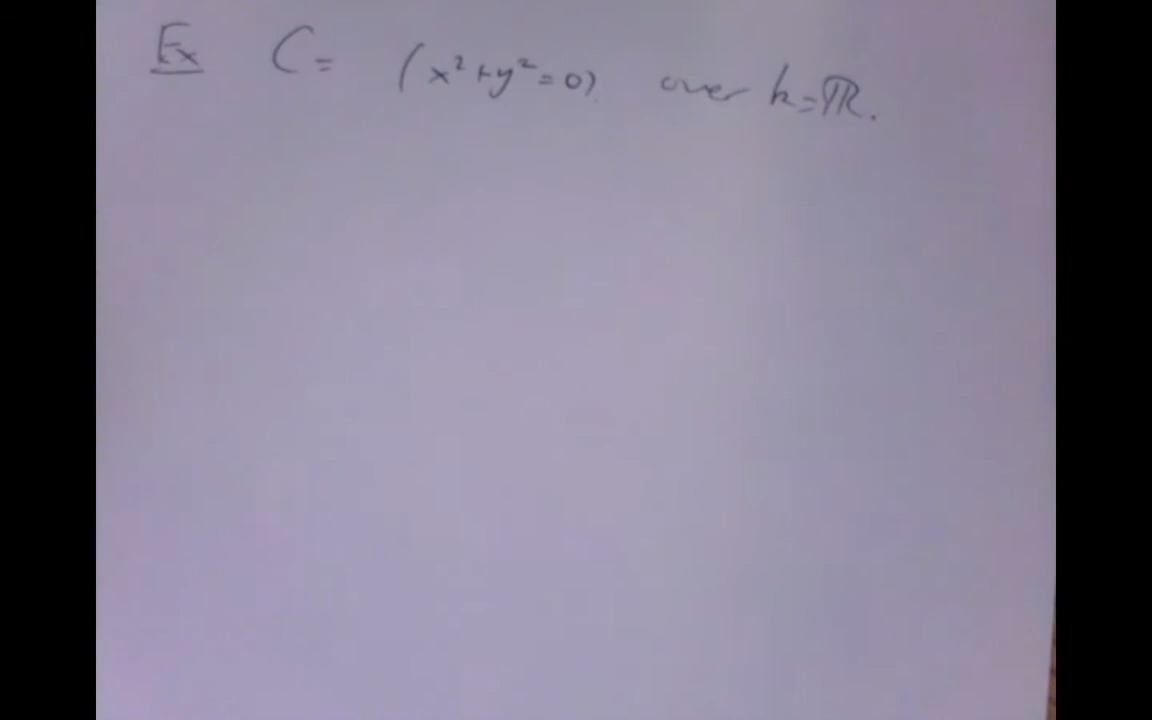 Ex C = (x²+y²=0) over k=ℝ.